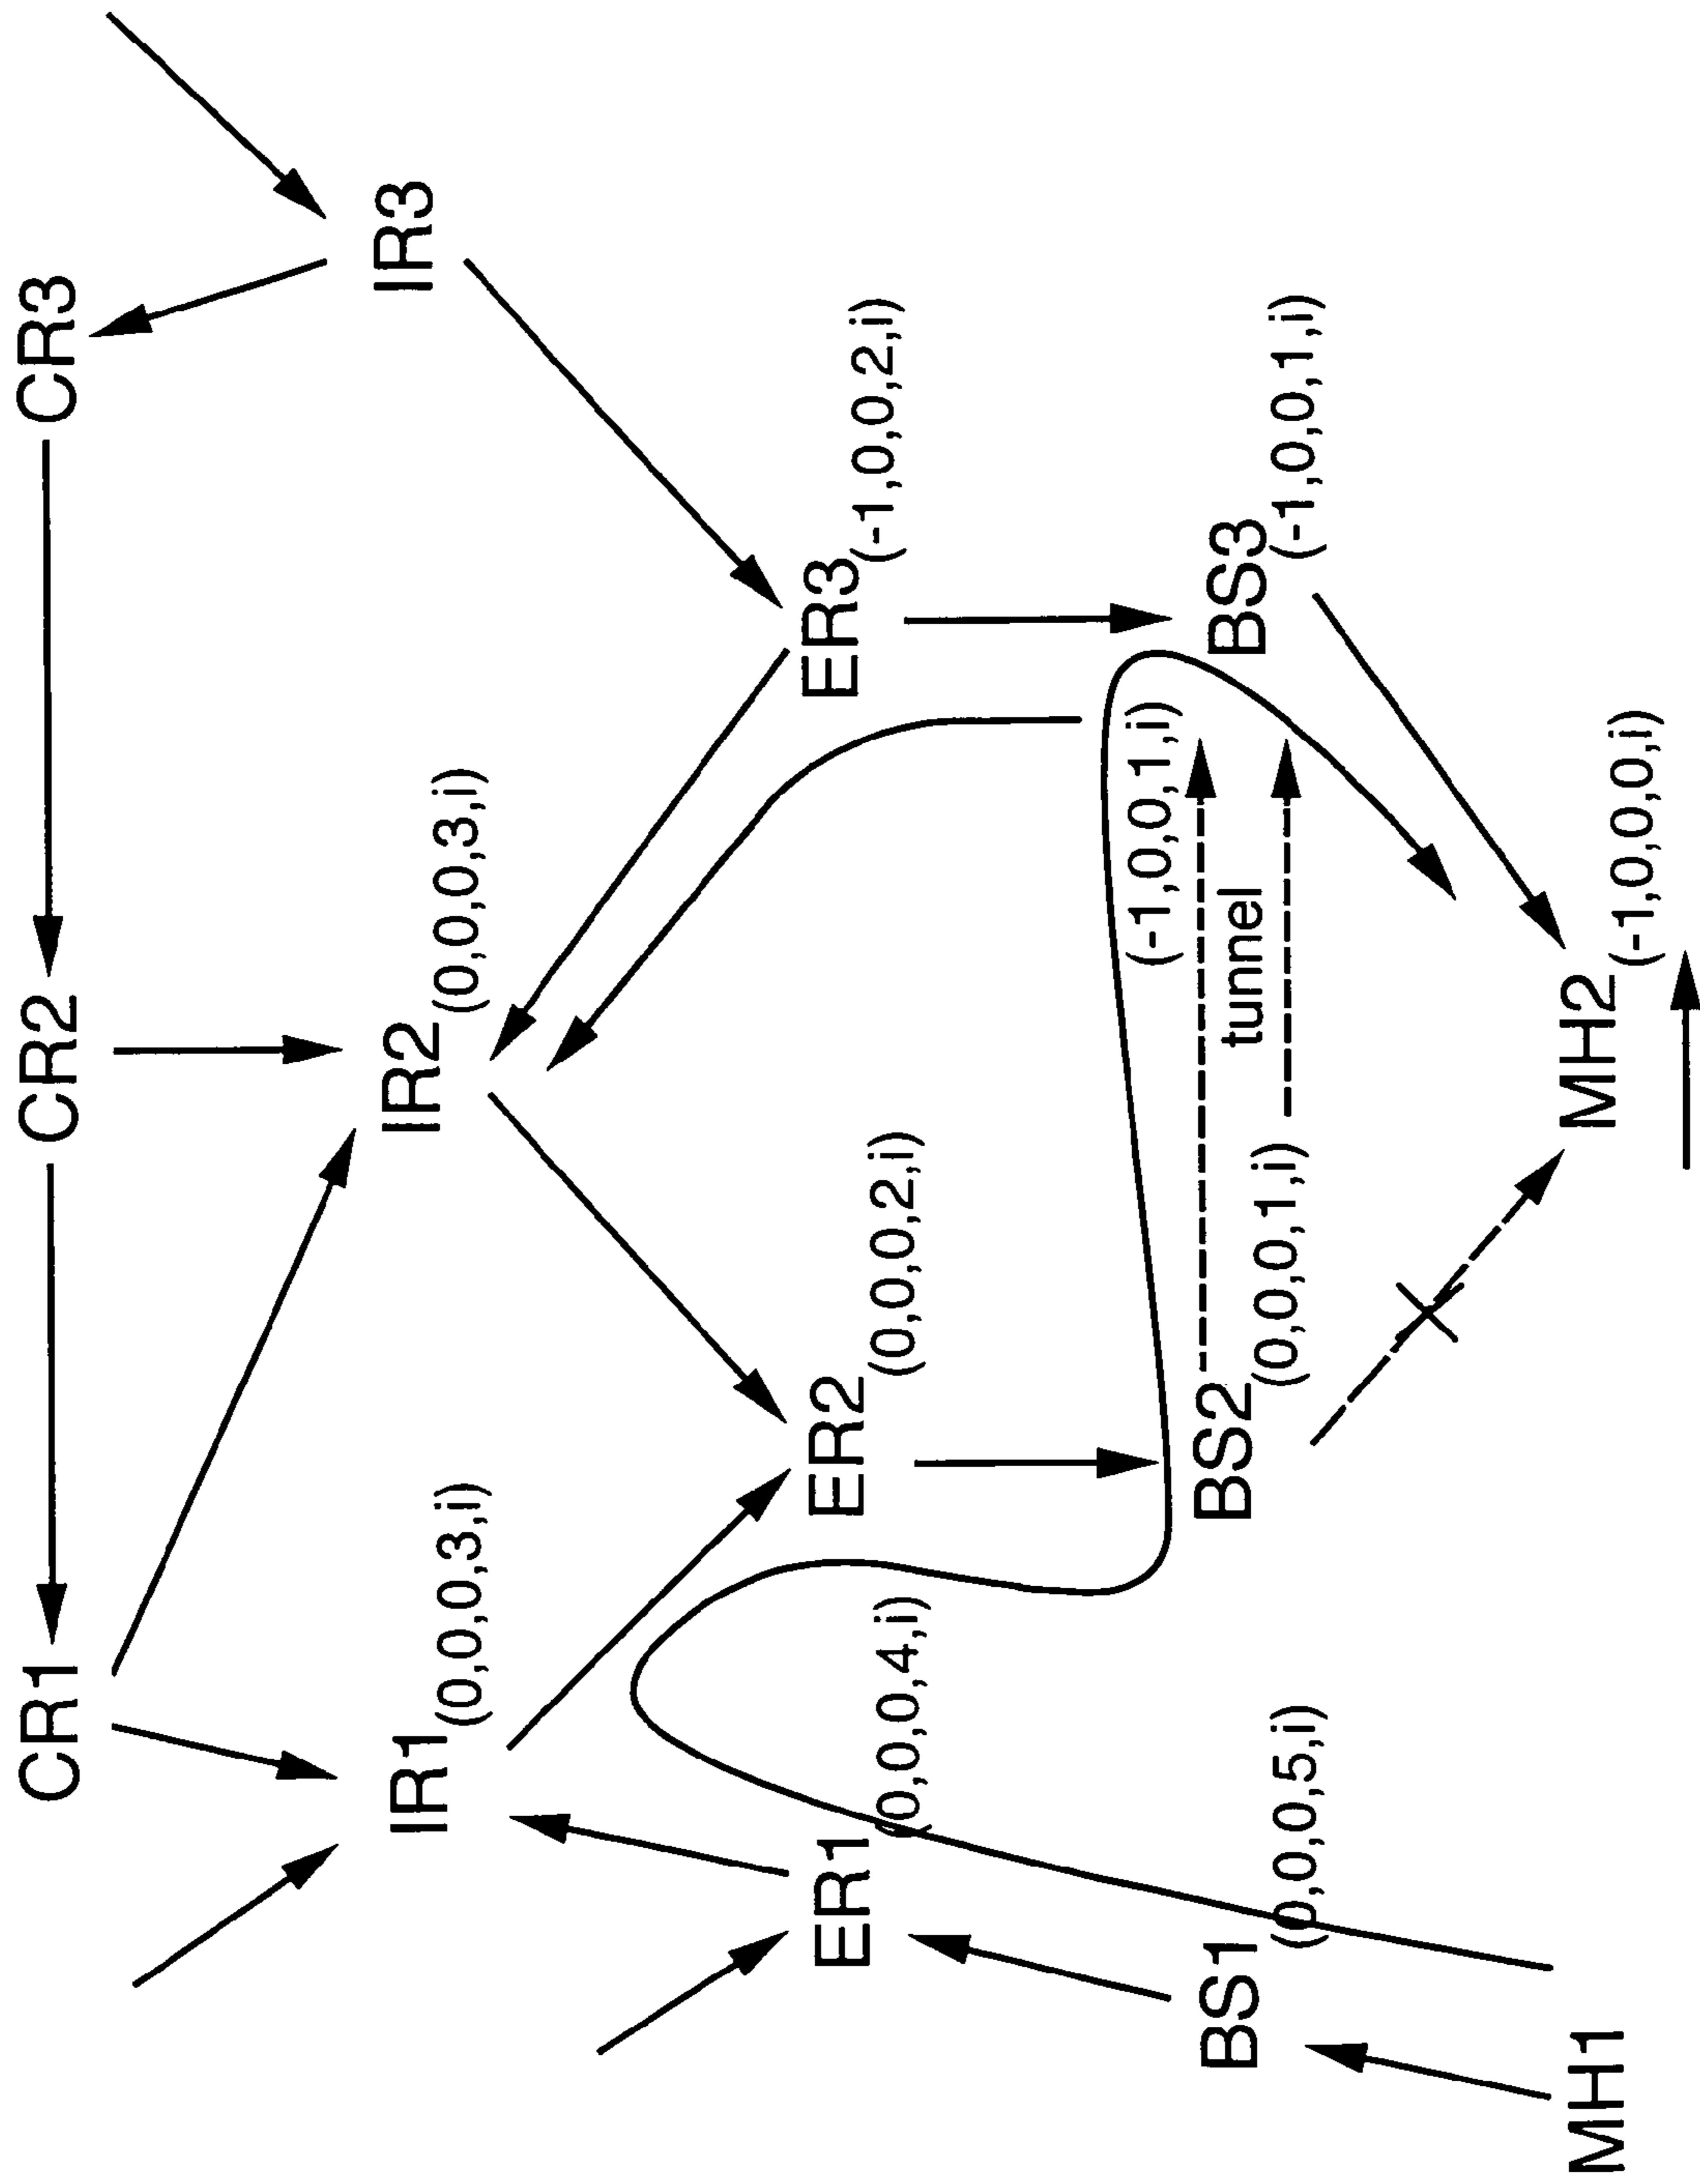 CR1
CR2
CR3
IR1(0,0,0,3,i)
IR2(0,0,0,3,i)
IR3
ER1(0,0,0,4,i)
ER2(0,0,0,2,i)
ER3(-1,0,0,2,i)
(-1,0,0,1,i)
BS1(0,0,0,5,i)
BS2(0,0,0,1,i)
tunnel
BS3(-1,0,0,1,i)
MH1
MH2(-1,0,0,0,i)